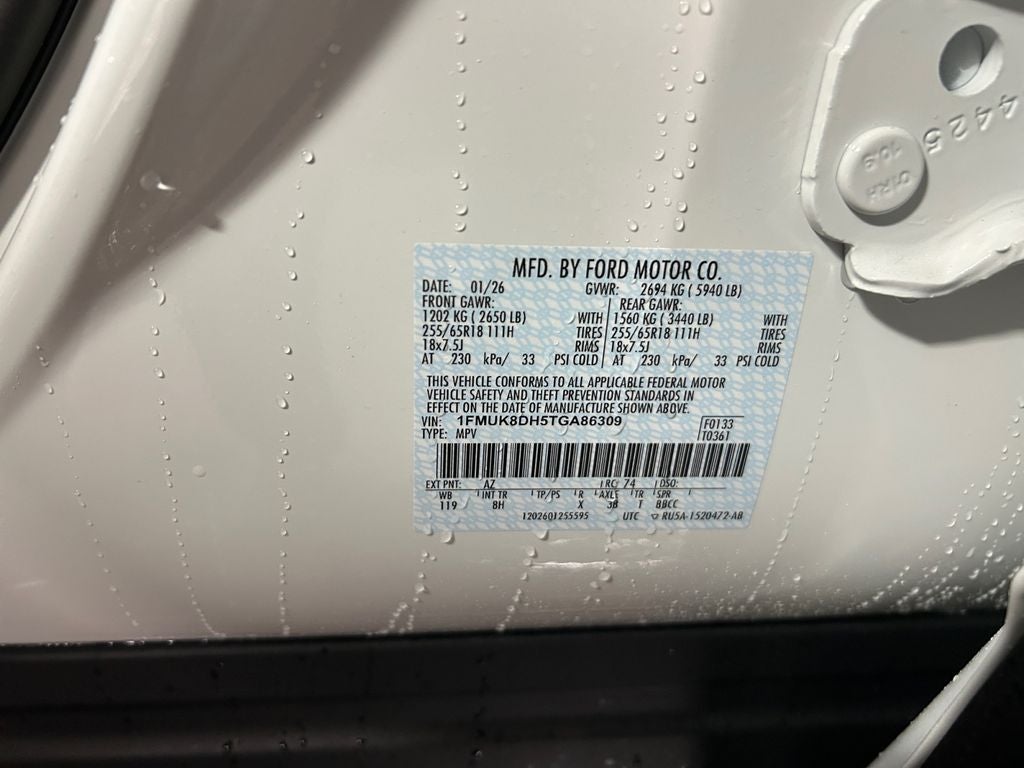 4425
10.9
01RH
MFD. BY FORD MOTOR CO.
DATE: 01/26 GVWR: 2694 KG ( 5940 LB)
FRONT GAWR: REAR GAWR:
1202 KG ( 2650 LB) WITH 1560 KG ( 3440 LB) WITH
255/65R18 111H TIRES 255/65R18 111H TIRES
18x7.5J RIMS 18x7.5J RIMS
AT 230 kPa/ 33 PSI COLD AT 230 kPa/ 33 PSI COLD
THIS VEHICLE CONFORMS TO ALL APPLICABLE FEDERAL MOTOR
VEHICLE SAFETY AND THEFT PREVENTION STANDARDS IN
EFFECT ON THE DATE OF MANUFACTURE SHOWN ABOVE.
VIN: 1FMUK8DH5TGA86309 F0133
TYPE: MPV T0361
EXT PNT: AZ RC: 74 DSO:
WB INT TR TP/PS R AXLE TR SPR
119 8H X 3B T BBCC
1202601255595 UTC RU5A-1520472-AB